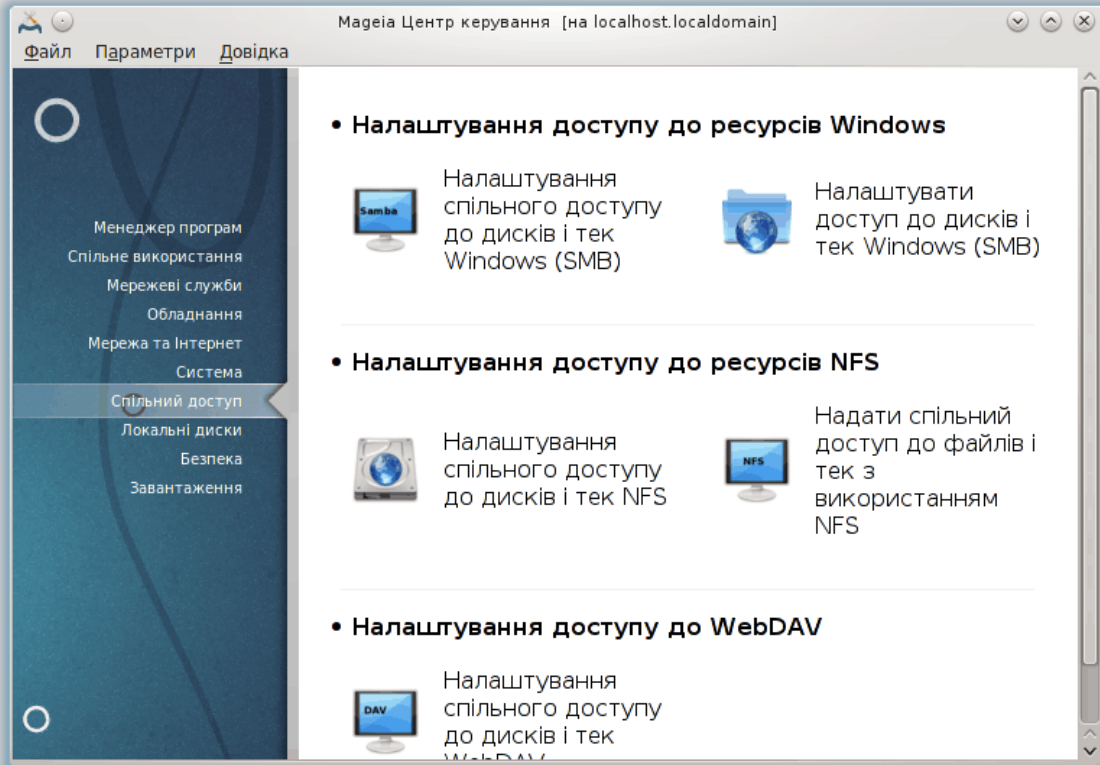 Mageia Центр керування [на localhost.localdomain]
Файл Параметри Довідка
Менеджер програм
Спільне використання
Мережеві служби
Обладнання
Мережа та Інтернет
Система
Спільний доступ
Локальні диски
Безпека
Завантаження
• Налаштування доступу до ресурсів Windows
Samba
Налаштування
спільного доступу
до дисків і тек
Windows (SMB)
Налаштувати
доступ до дисків і
тек Windows (SMB)
• Налаштування доступу до ресурсів NFS
Налаштування
спільного доступу
до дисків і тек NFS
NFS
Надати спільний
доступ до файлів і
тек з
використанням
NFS
• Налаштування доступу до WebDAV
DAV
Налаштування
спільного доступу
до дисків і тек
WebDAV